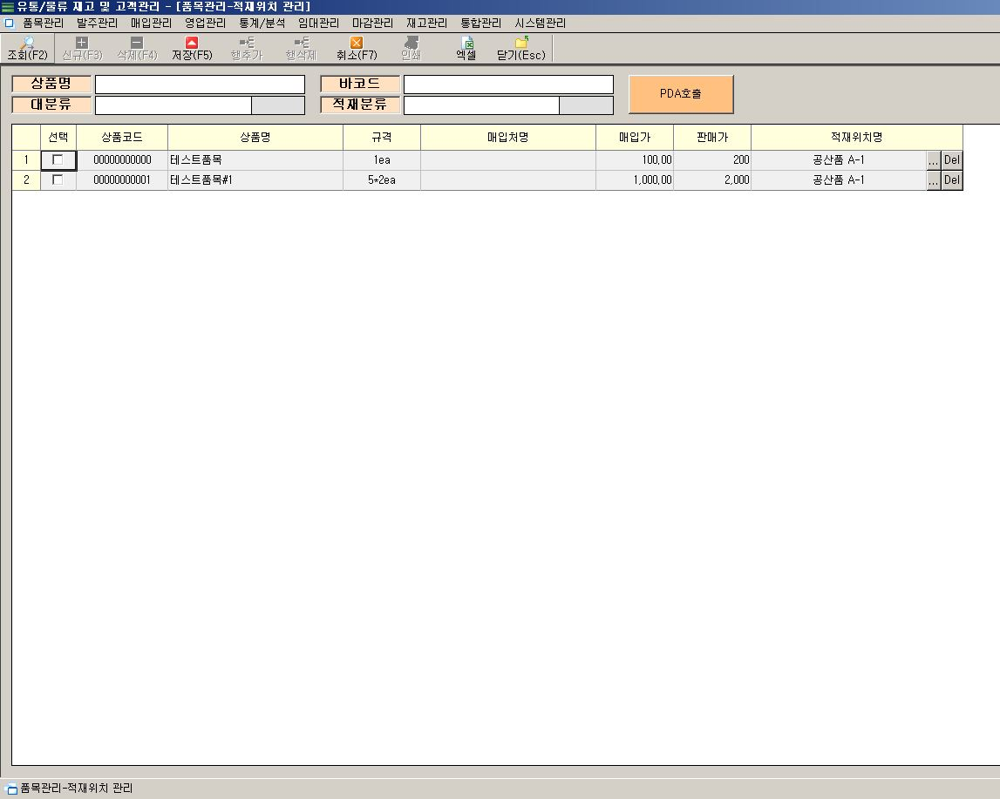 유통/물류 재고 및 고객관리 - [품목관리-적재위치 관리]
품목관리 발주관리 매입관리 영업관리 통계/분석 임대관리 마감관리 재고관리 통합관리 시스템관리
조회(F2) 신규(F3) 삭제(F4) 저장(F5) 행추가 행삭제 취소(F7) 인쇄 엑셀 닫기(Esc)
상품명 바코드 PDA호출
대분류 적재분류
선택 상품코드 상품명 규격 매입처명 매입가 판매가 적재위치명
1 00000000000 테스트품목 1ea 100,00 200 공산품 A-1 ... Del
2 00000000001 테스트품목#1 5*2ea 1,000,00 2,000 공산품 A-1 ... Del
품목관리-적재위치 관리